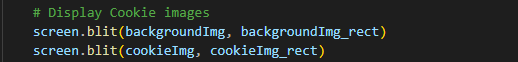 # Display Cookie images
screen.blit(backgroundImg, backgroundImg_rect)
screen.blit(cookieImg, cookieImg_rect)